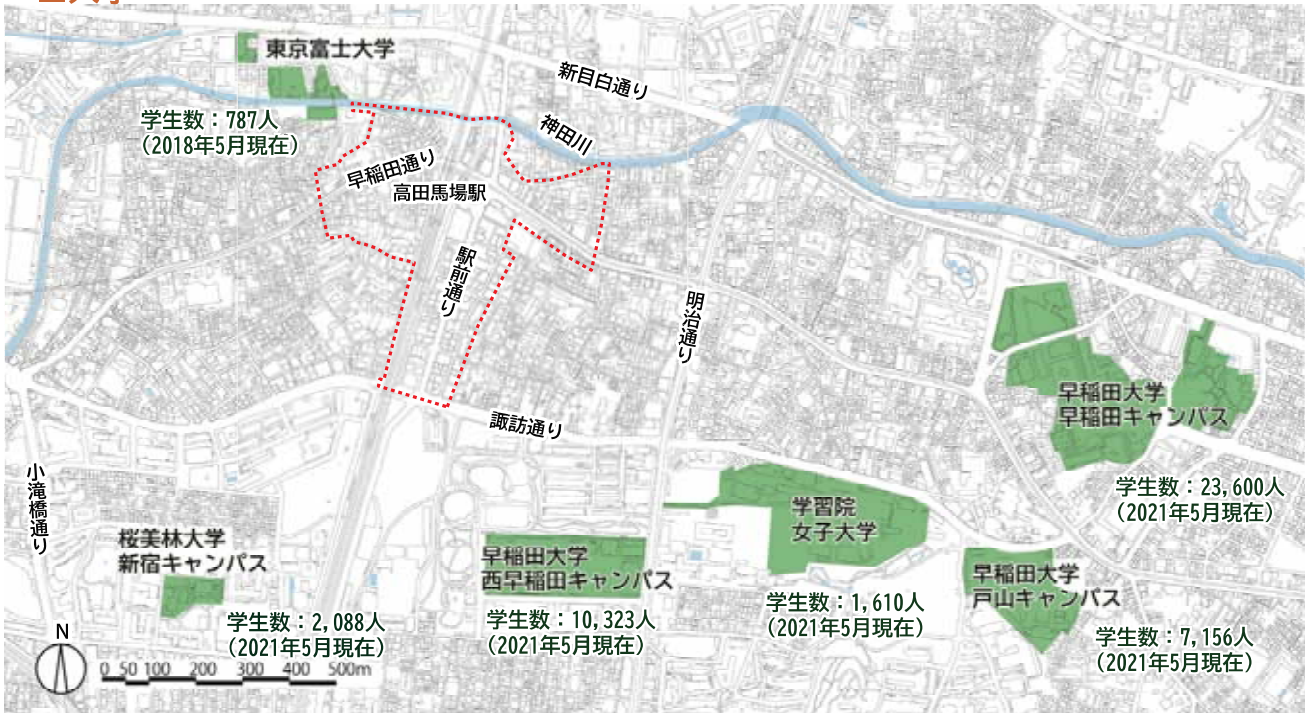 東京富士大学
学生数：787人
（2018年5月現在）
新目白通り
神田川
早稲田通り
高田馬場駅
駅前通り
明治通り
諏訪通り
小滝橋通り
早稲田大学
早稲田キャンパス
学生数：23,600人
（2021年5月現在）
学習院
女子大学
学生数：1,610人
（2021年5月現在）
早稲田大学
戸山キャンパス
学生数：7,156人
（2021年5月現在）
早稲田大学
西早稲田キャンパス
学生数：10,323人
（2021年5月現在）
桜美林大学
新宿キャンパス
学生数：2,088人
（2021年5月現在）
N
0 50 100 200 300 400 500m